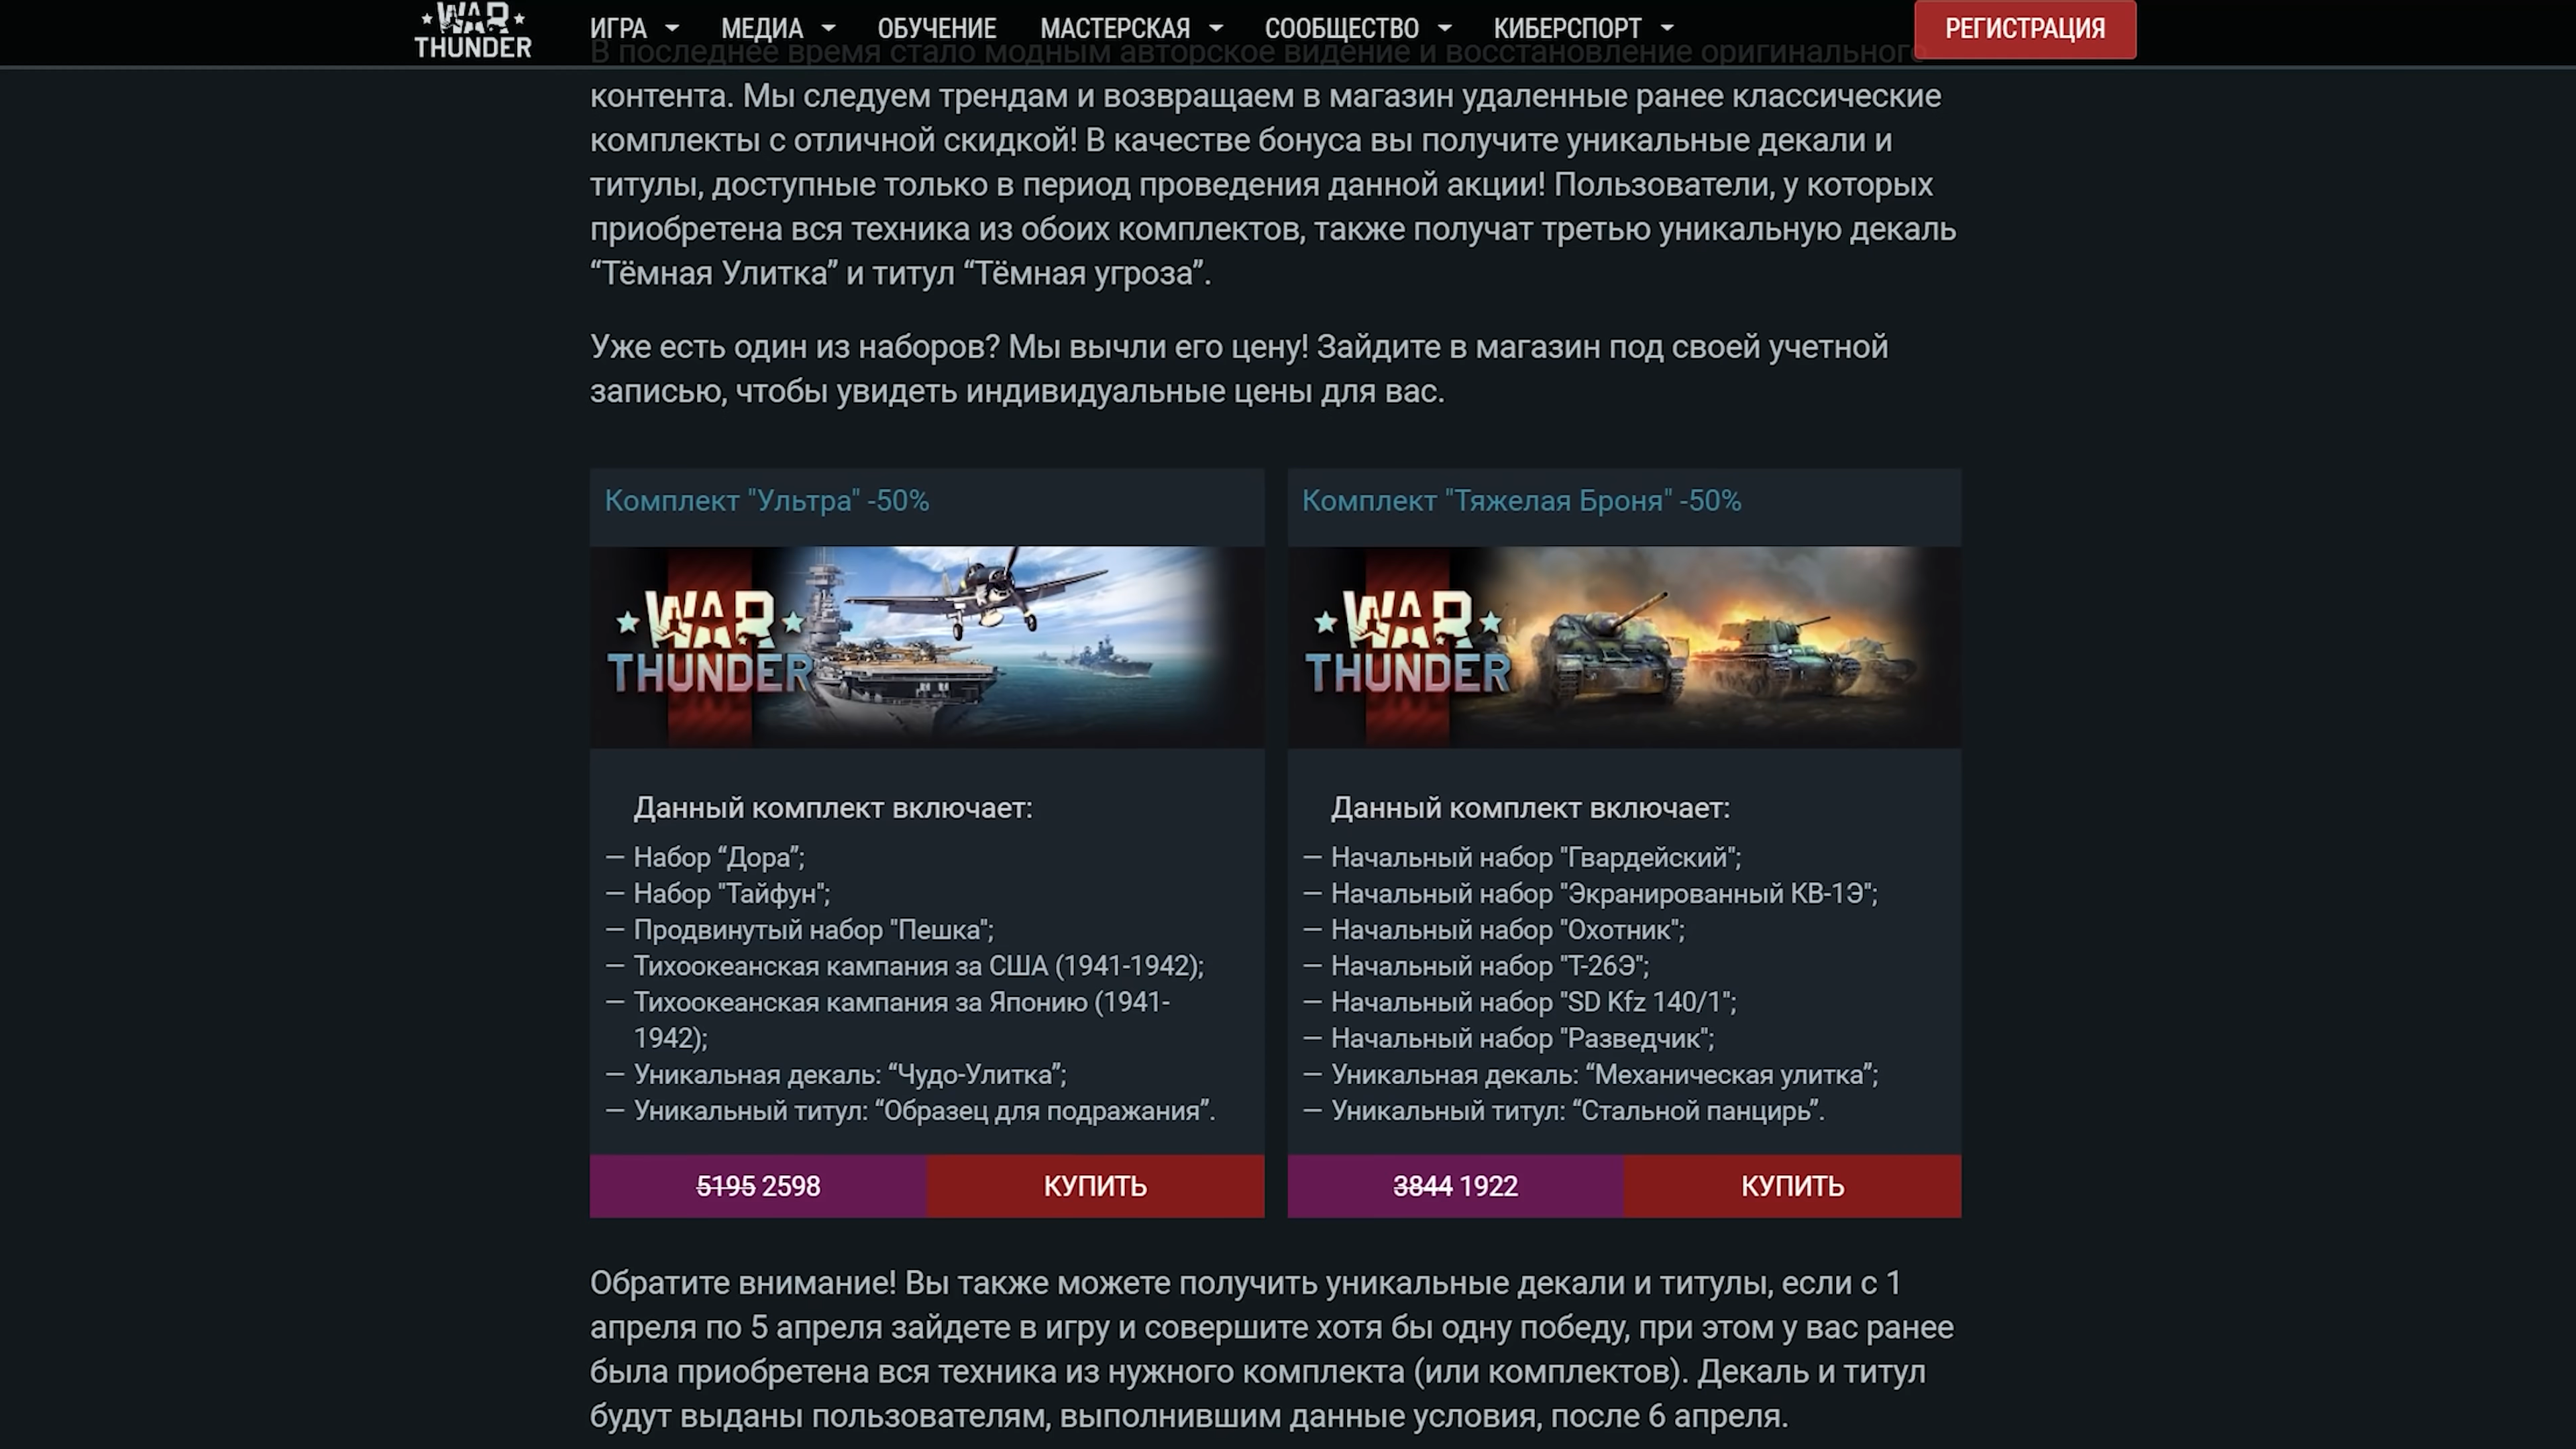 WAR THUNDER
ИГРА
МЕДИА
ОБУЧЕНИЕ
МАСТЕРСКАЯ
СООБЩЕСТВО
КИБЕРСПОРТ
РЕГИСТРАЦИЯ
В последнее время стало модным авторское видение и восстановление оригинального
контента. Мы следуем трендам и возвращаем в магазин удаленные ранее классические
комплекты с отличной скидкой! В качестве бонуса вы получите уникальные декали и
титулы, доступные только в период проведения данной акции! Пользователи, у которых
приобретена вся техника из обоих комплектов, также получат третью уникальную декаль
“Тёмная Улитка” и титул “Тёмная угроза”.
Уже есть один из наборов? Мы вычли его цену! Зайдите в магазин под своей учетной
записью, чтобы увидеть индивидуальные цены для вас.
Комплект "Ультра" -50%
WAR
THUNDER
Данный комплект включает:
— Набор “Дора”;
— Набор "Тайфун";
— Продвинутый набор "Пешка";
— Тихоокеанская кампания за США (1941-1942);
— Тихоокеанская кампания за Японию (1941-
1942);
— Уникальная декаль: “Чудо-Улитка”;
— Уникальный титул: “Образец для подражания”.
5195 2598
КУПИТЬ
Комплект "Тяжелая Броня" -50%
WAR
THUNDER
Данный комплект включает:
— Начальный набор "Гвардейский";
— Начальный набор "Экранированный КВ-1Э";
— Начальный набор "Охотник";
— Начальный набор "Т-26Э";
— Начальный набор "SD Kfz 140/1";
— Начальный набор "Разведчик";
— Уникальная декаль: “Механическая улитка”;
— Уникальный титул: “Стальной панцирь”.
3844 1922
КУПИТЬ
Обратите внимание! Вы также можете получить уникальные декали и титулы, если с 1
апреля по 5 апреля зайдете в игру и совершите хотя бы одну победу, при этом у вас ранее
была приобретена вся техника из нужного комплекта (или комплектов). Декаль и титул
будут выданы пользователям, выполнившим данные условия, после 6 апреля.